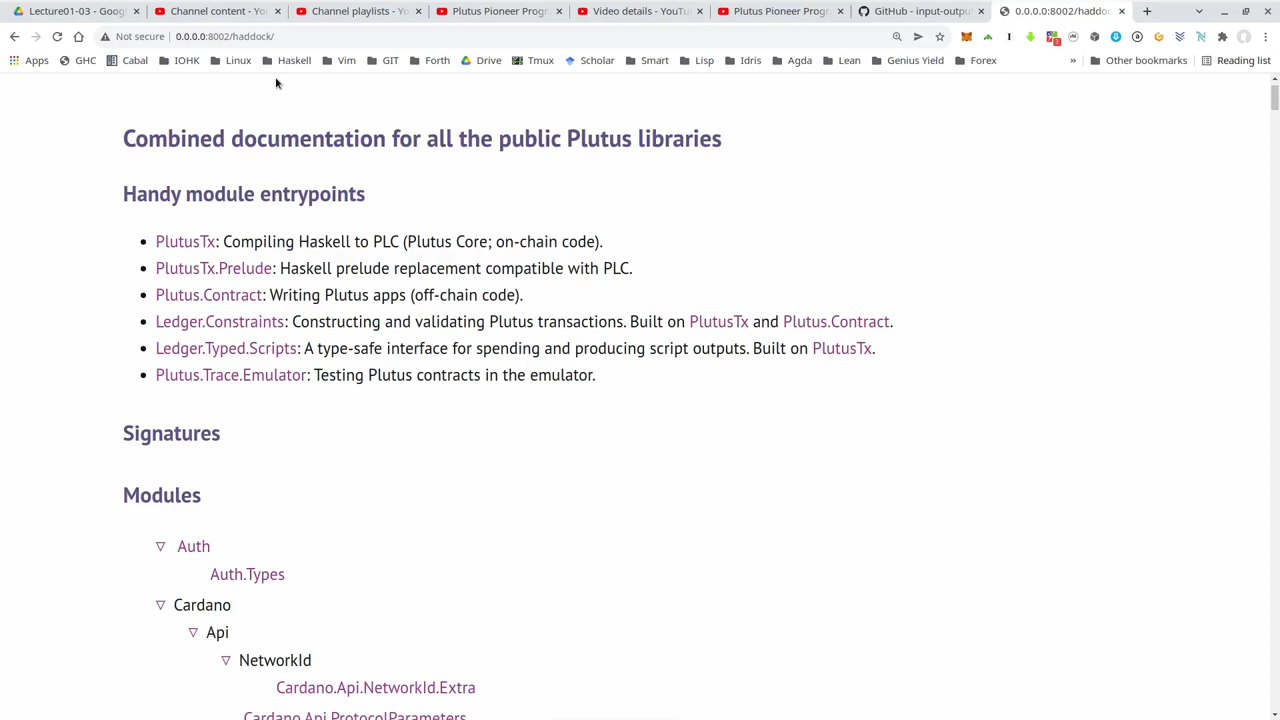 Lecture01-03 - Goog
Channel content - Yo
Channel playlists - Yo
Plutus Pioneer Progr
Video details - YouTu
Plutus Pioneer Progr
GitHub - input-outpu
0.0.0.0:8002/haddoc
Not secure | 0.0.0.0:8002/haddock/
Apps GHC Cabal IOHK Linux Haskell Vim GIT Forth Drive Tmux Scholar Smart Lisp Idris Agda Lean Genius Yield Forex » Other bookmarks Reading list
Combined documentation for all the public Plutus libraries
Handy module entrypoints
• PlutusTx: Compiling Haskell to PLC (Plutus Core; on-chain code).
• PlutusTx.Prelude: Haskell prelude replacement compatible with PLC.
• Plutus.Contract: Writing Plutus apps (off-chain code).
• Ledger.Constraints: Constructing and validating Plutus transactions. Built on PlutusTx and Plutus.Contract.
• Ledger.Typed.Scripts: A type-safe interface for spending and producing script outputs. Built on PlutusTx.
• Plutus.Trace.Emulator: Testing Plutus contracts in the emulator.
Signatures
Modules
Auth
Auth.Types
Cardano
Api
NetworkId
Cardano.Api.NetworkId.Extra
Cardano.Api.ProtocolParameters